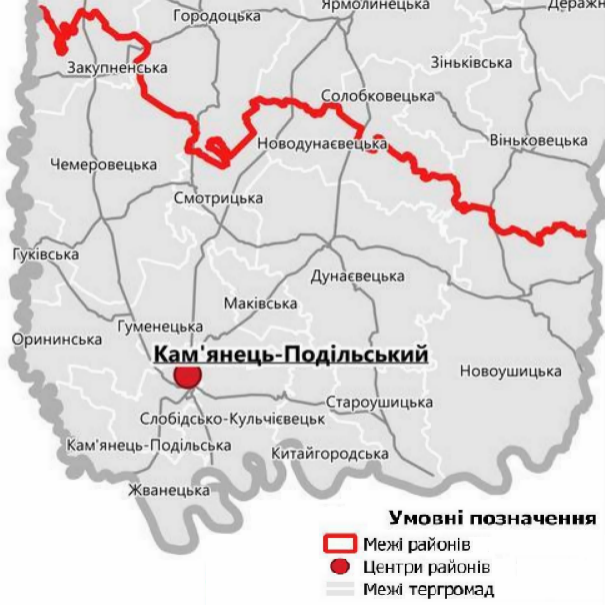 Ярмолинецька
Городоцька
Деражн
Зіньківська
Закупненська
Солобковецька
Новодунаєвецька
Віньковецька
Чемеровецька
Смотрицька
Гуківська
Дунаєвецька
Маківська
Гуменецька
Орининська
Кам'янець-Подільський
Новоушицька
Староушицька
Слобідсько-Кульчієвецьк
Кам'янець-Подільська
Китайгородська
Жванецька
Умовні позначення
Межі районів
Центри районів
Межі тергромад